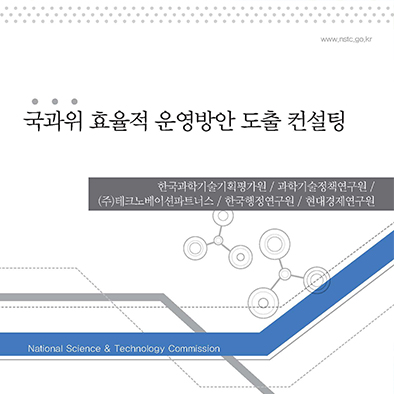 www.nstc.go.kr
국과위 효율적 운영방안 도출 컨설팅
한국과학기술기획평가원 / 과학기술정책연구원 /
(주)테크노베이션파트너스 / 한국행정연구원 / 현대경제연구원
National Science & Technology Commission